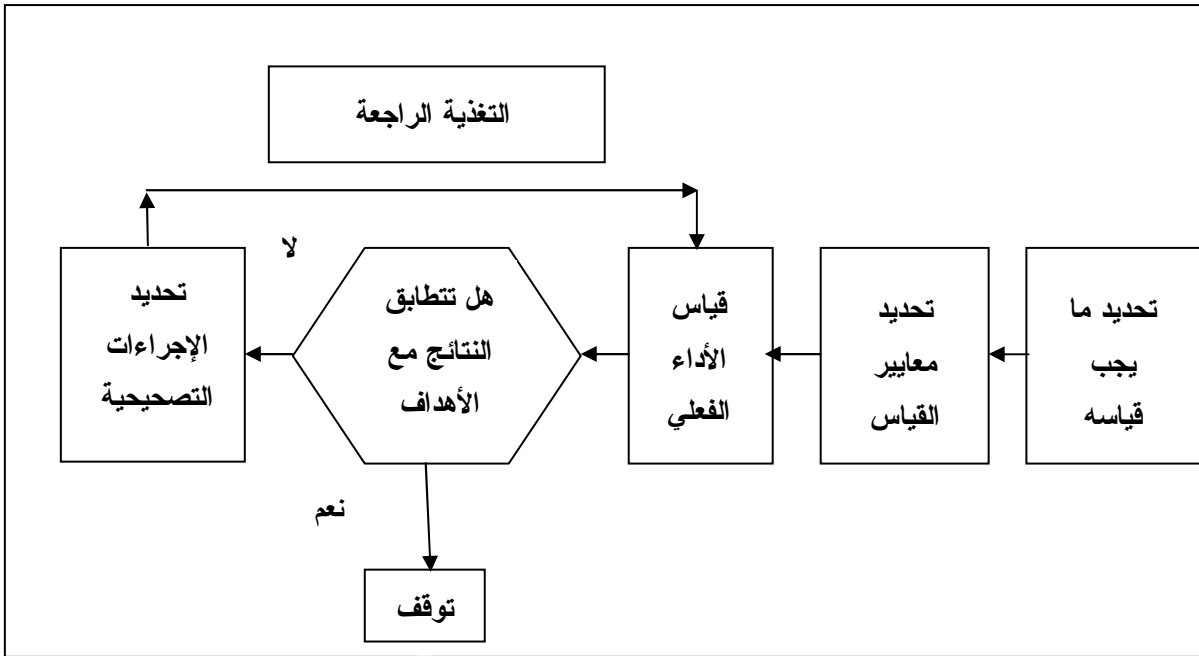 التغذية الراجعة
تحديد ما
يجب
قياسه
تحديد
معايير
القياس
قياس
الأداء
الفعلي
هل تتطابق
النتائج مع
الأهداف
لا
تحديد
الإجراءات
التصحيحية
نعم
توقف